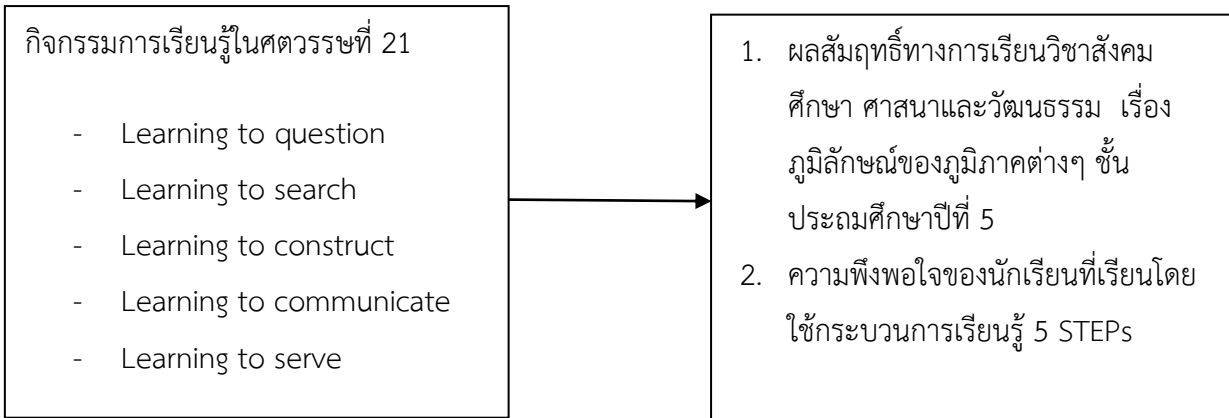 กิจกรรมการเรียนรู้ในศตวรรษที่ 21
- Learning to question
- Learning to search
- Learning to construct
- Learning to communicate
- Learning to serve
1. ผลสัมฤทธิ์ทางการเรียนวิชาสังคม
ศึกษา ศาสนาและวัฒนธรรม เรื่อง
ภูมิลักษณ์ของภูมิภาคต่างๆ ชั้น
ประถมศึกษาปีที่ 5
2. ความพึงพอใจของนักเรียนที่เรียนโดย
ใช้กระบวนการเรียนรู้ 5 STEPs